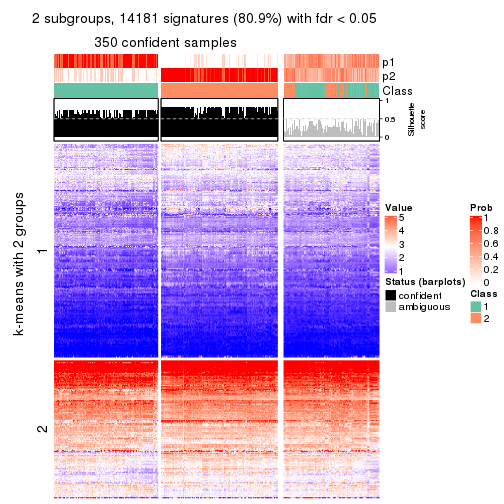 2 subgroups, 14181 signatures (80.9%) with fdr < 0.05
350 confident samples
p1
p2
Class
1
0.5
0
Silhouette
score
k-means with 2 groups
1
2
Value
5
4
3
2
1
Status (barplots)
confident
ambiguous
Prob
1
0.8
0.6
0.4
0.2
0
Class
1
2